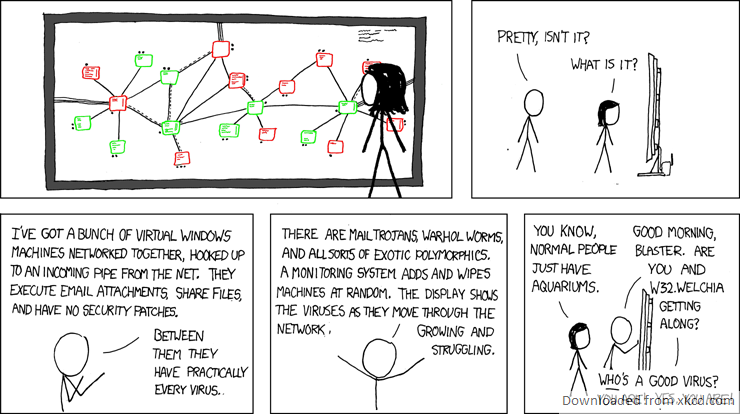 PRETTY, ISN'T IT?
WHAT IS IT?
I'VE GOT A BUNCH OF VIRTUAL WINDOWS
MACHINES NETWORKED TOGETHER, HOOKED UP
TO AN INCOMING PIPE FROM THE NET. THEY
EXECUTE EMAIL ATTACHMENTS, SHARE FILES,
AND HAVE NO SECURITY PATCHES.
BETWEEN
THEM THEY
HAVE PRACTICALLY
EVERY VIRUS.
THERE ARE MAIL TROJANS, WARHOL WORMS,
AND ALL SORTS OF EXOTIC POLYMORPHICS.
A MONITORING SYSTEM ADDS AND WIPES
MACHINES AT RANDOM. THE DISPLAY SHOWS
THE VIRUSES AS THEY MOVE THROUGH THE
NETWORK,
GROWING AND
STRUGGLING.
YOU KNOW,
NORMAL PEOPLE
JUST HAVE
AQUARIUMS.
GOOD MORNING,
BLASTER. ARE
YOU AND
W32.WELCHIA
GETTING
ALONG?
WHO'S A GOOD VIRUS?
YOU ARE! YES, YOU ARE!
Downloaded from xkcd.com